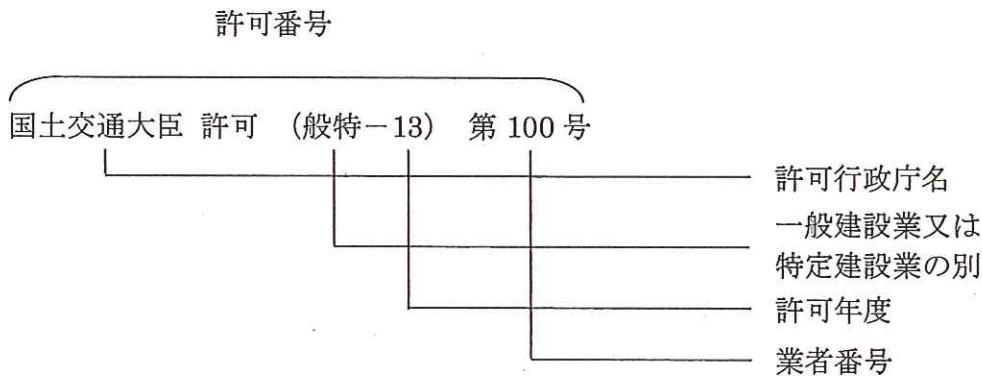 許可番号
国土交通大臣 許可 (般特－13) 第 100 号
許可行政庁名
一般建設業又は
特定建設業の別
許可年度
業者番号